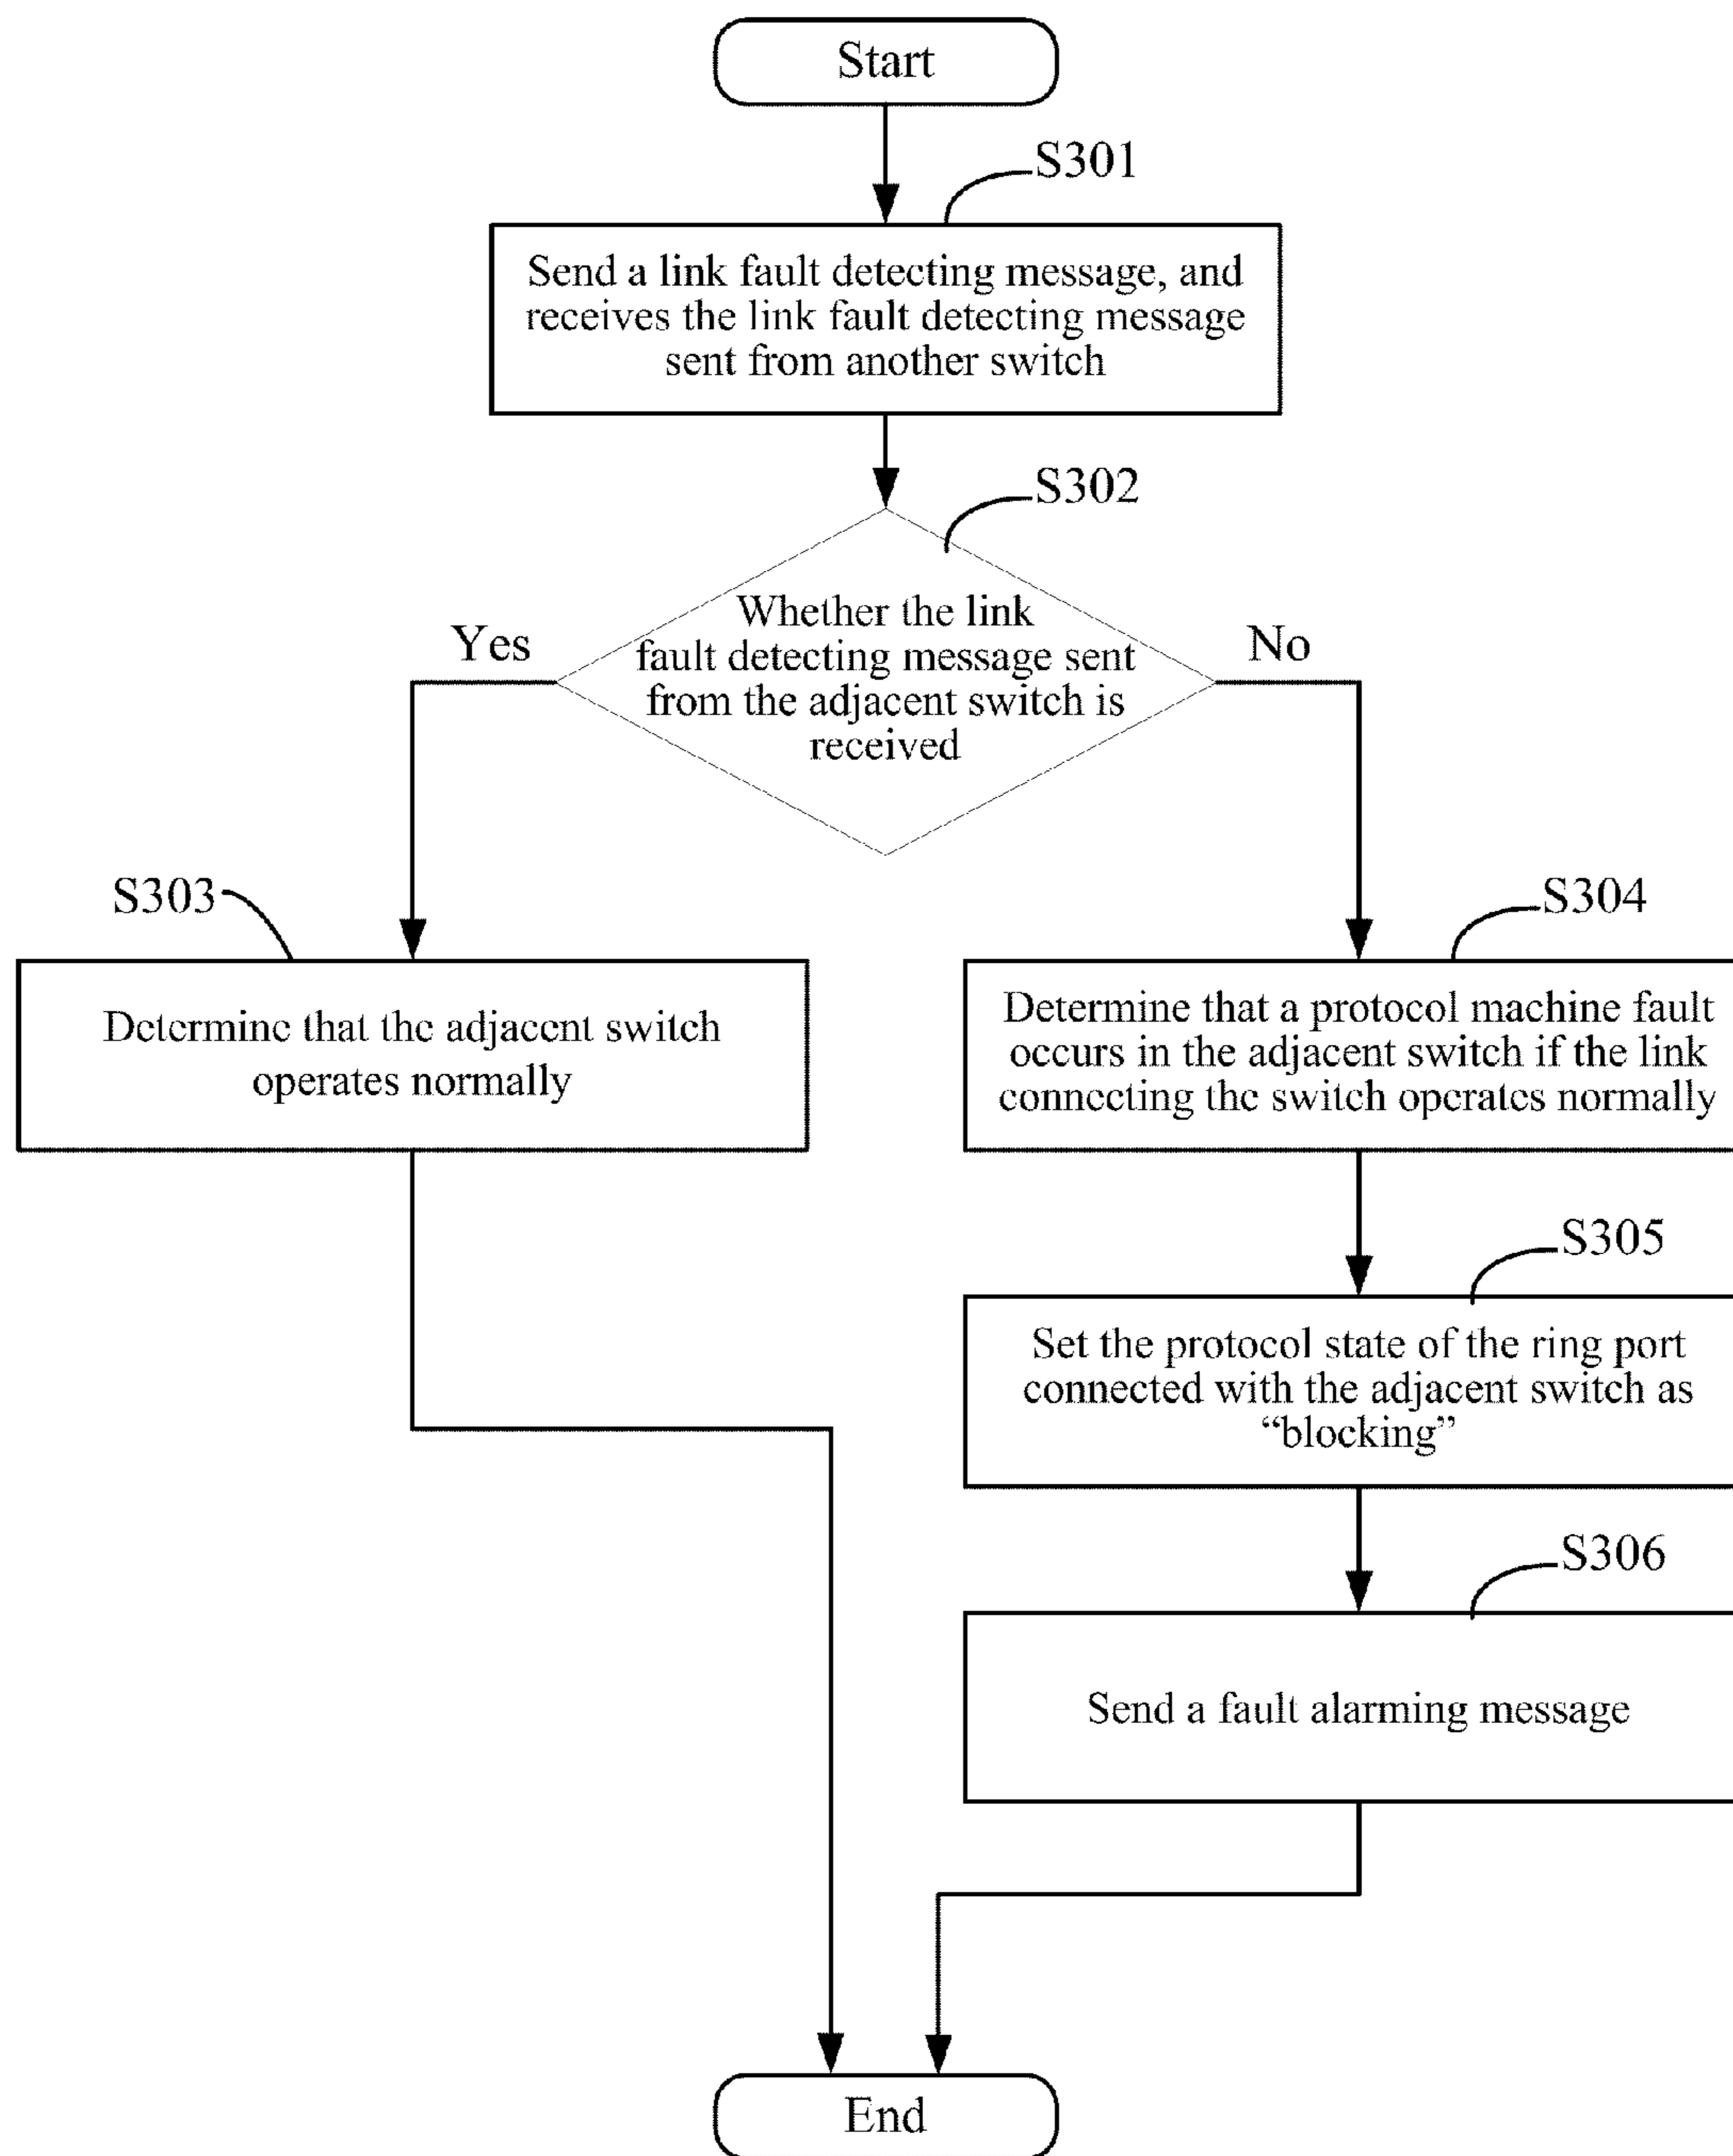 Start
S301
Send a link fault detecting message, and
receives the link fault detecting message
sent from another switch
S302
Whether the link
fault detecting message sent
from the adjacent switch is
received
Yes
No
S303
Determine that the adjacent switch
operates normally
S304
Determine that a protocol machine fault
occurs in the adjacent switch if the link
connecting the switch operates normally
S305
Set the protocol state of the ring port
connected with the adjacent switch as
“blocking”
S306
Send a fault alarming message
End